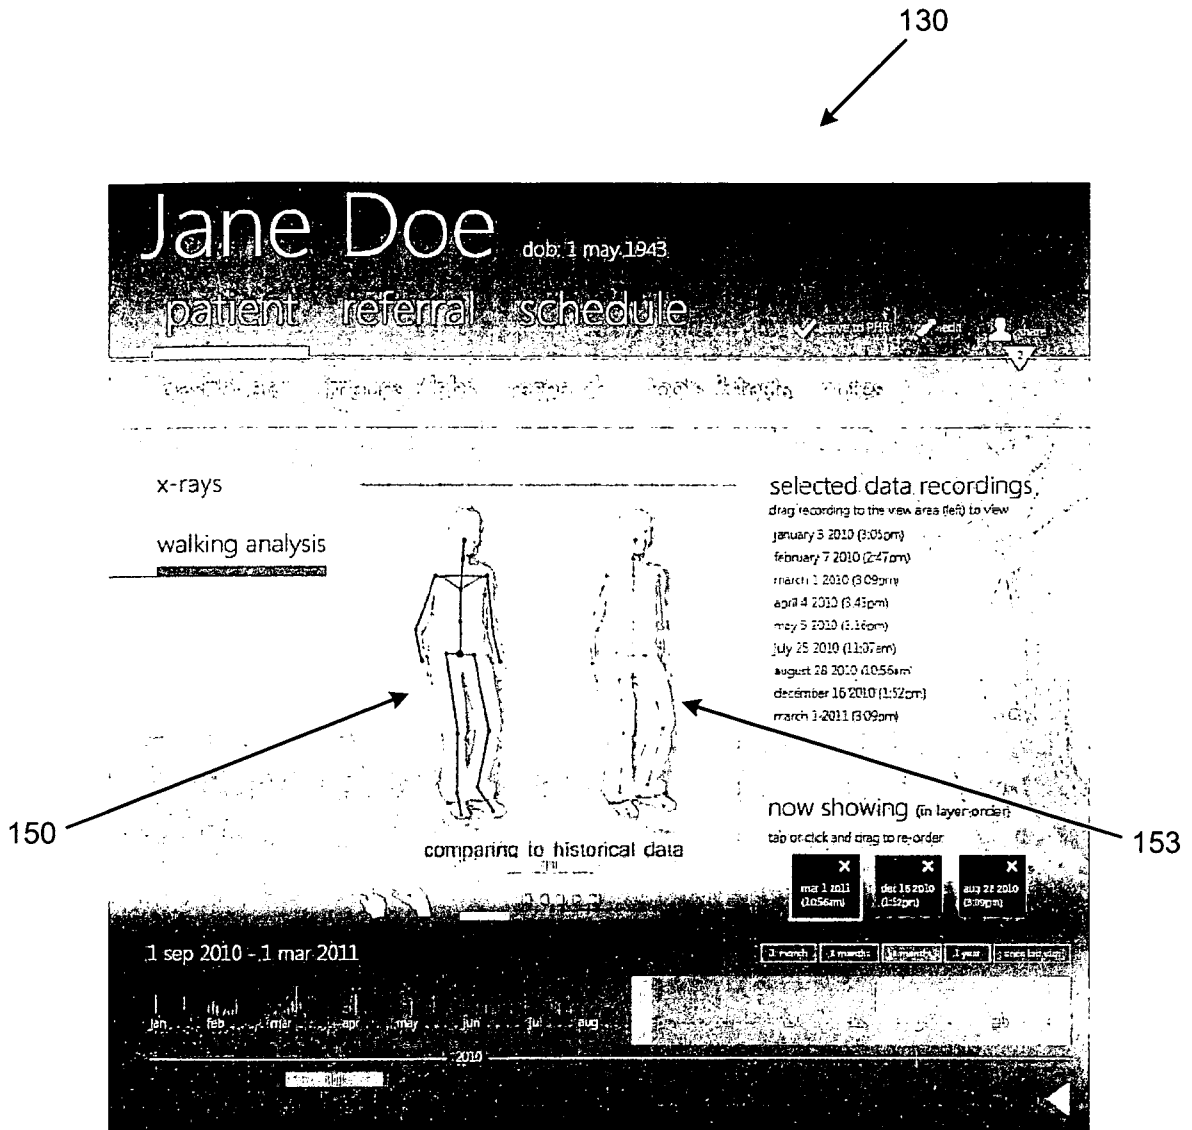 130
Jane Doe dob: 1 may 1943
patient referral schedule
save to PHR edit share
2
x-rays
walking analysis
selected data recordings
drag recording to the view area (left) to view
january 3 2010 (3:05pm)
february 7 2010 (2:47pm)
march 1 2010 (3:09pm)
april 4 2010 (3:43pm)
may 5 2010 (3:16pm)
july 25 2010 (11:07am)
august 28 2010 (10:56am)
december 16 2010 (1:52pm)
march 1 2011 (3:09pm)
150
153
comparing to historical data
now showing (in layer order)
tap or click and drag to re-order
mar 1 2011
(10:56am)
dec 16 2010
(1:52pm)
aug 28 2010
(3:09pm)
1 sep 2010 - 1 mar 2011
1 year
jan feb mar apr may jun jul aug
2010